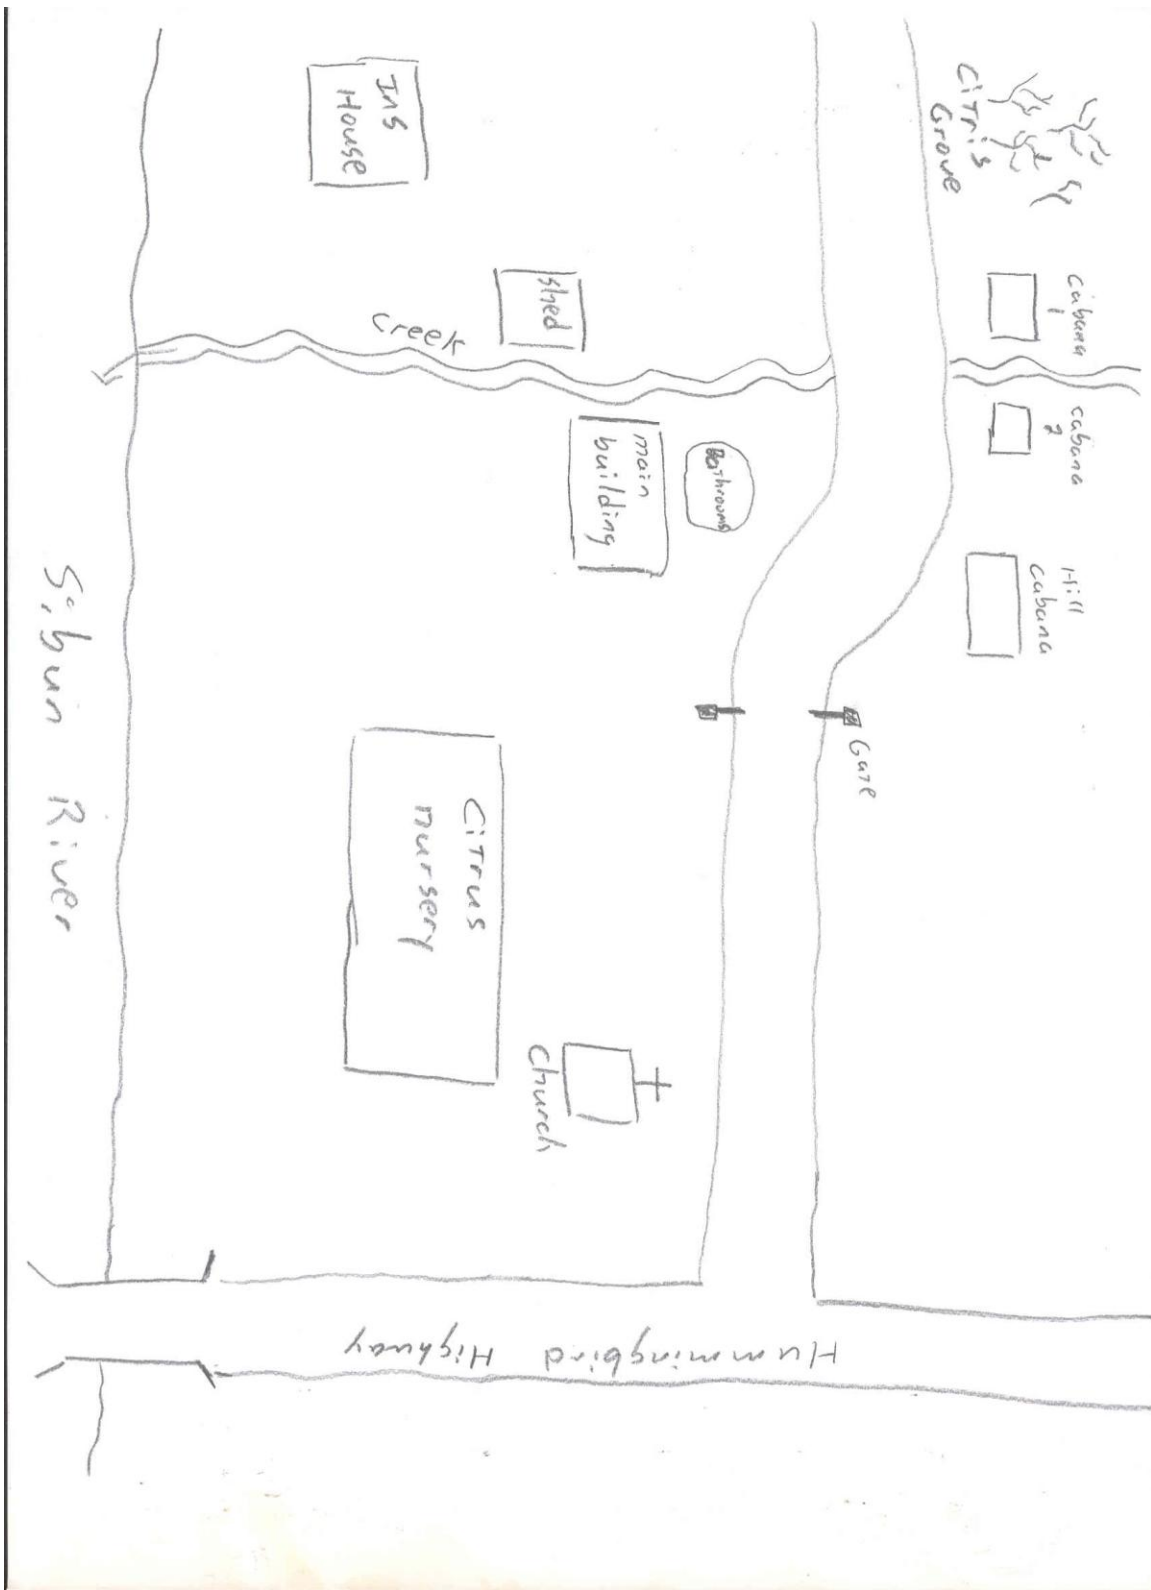 Citris
Grove
Cabana
1
cabana
2
Hill
cabana
Gate
Ins
House
Shed
Creek
Bathrooms
main
building
Citrus
nursery
Church
Sibun River
Hummingbird Highway